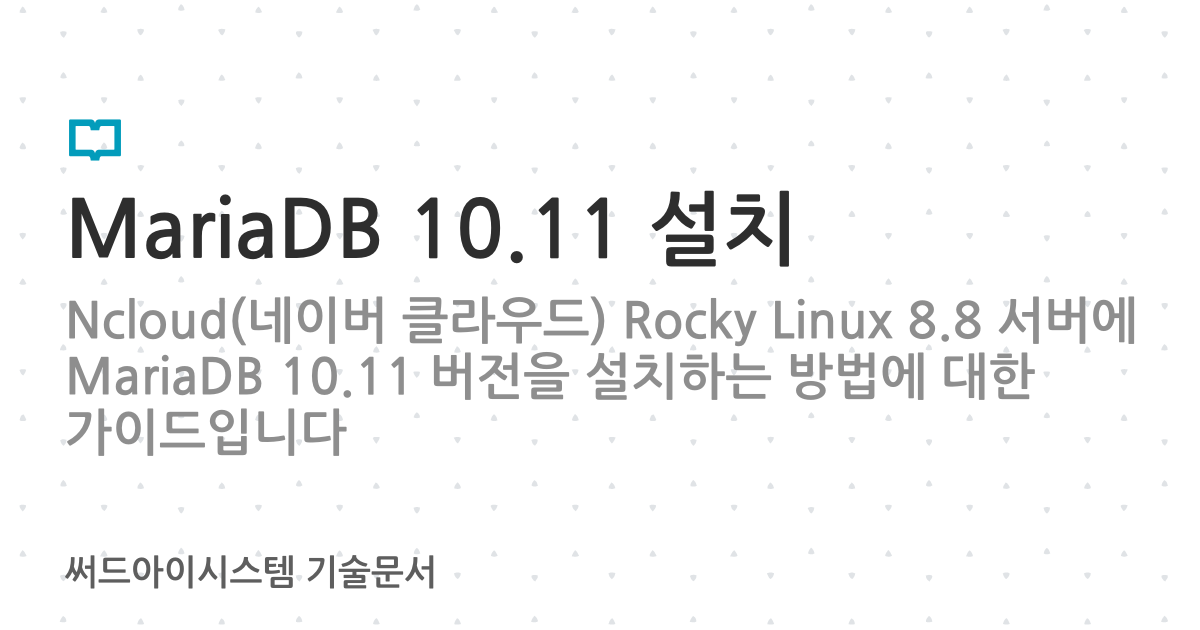 MariaDB 10.11 설치
Ncloud(네이버 클라우드) Rocky Linux 8.8 서버에
MariaDB 10.11 버전을 설치하는 방법에 대한
가이드입니다
써드아이시스템 기술문서